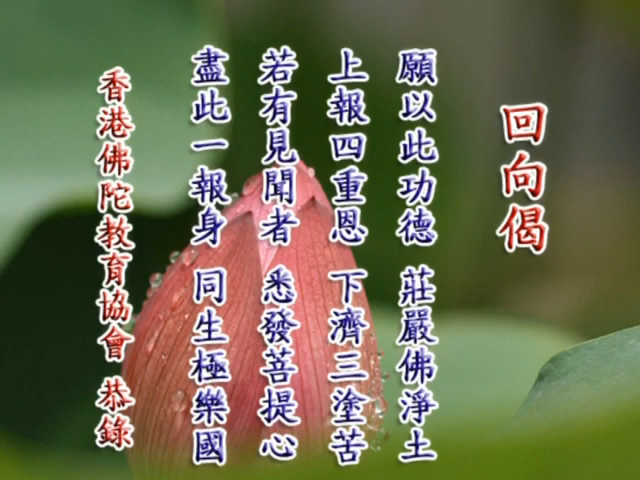 回向偈
願以此功德 莊嚴佛淨土
上報四重恩 下濟三塗苦
若有見聞者 悉發菩提心
盡此一報身 同生極樂國
香港佛陀教育協會 恭錄